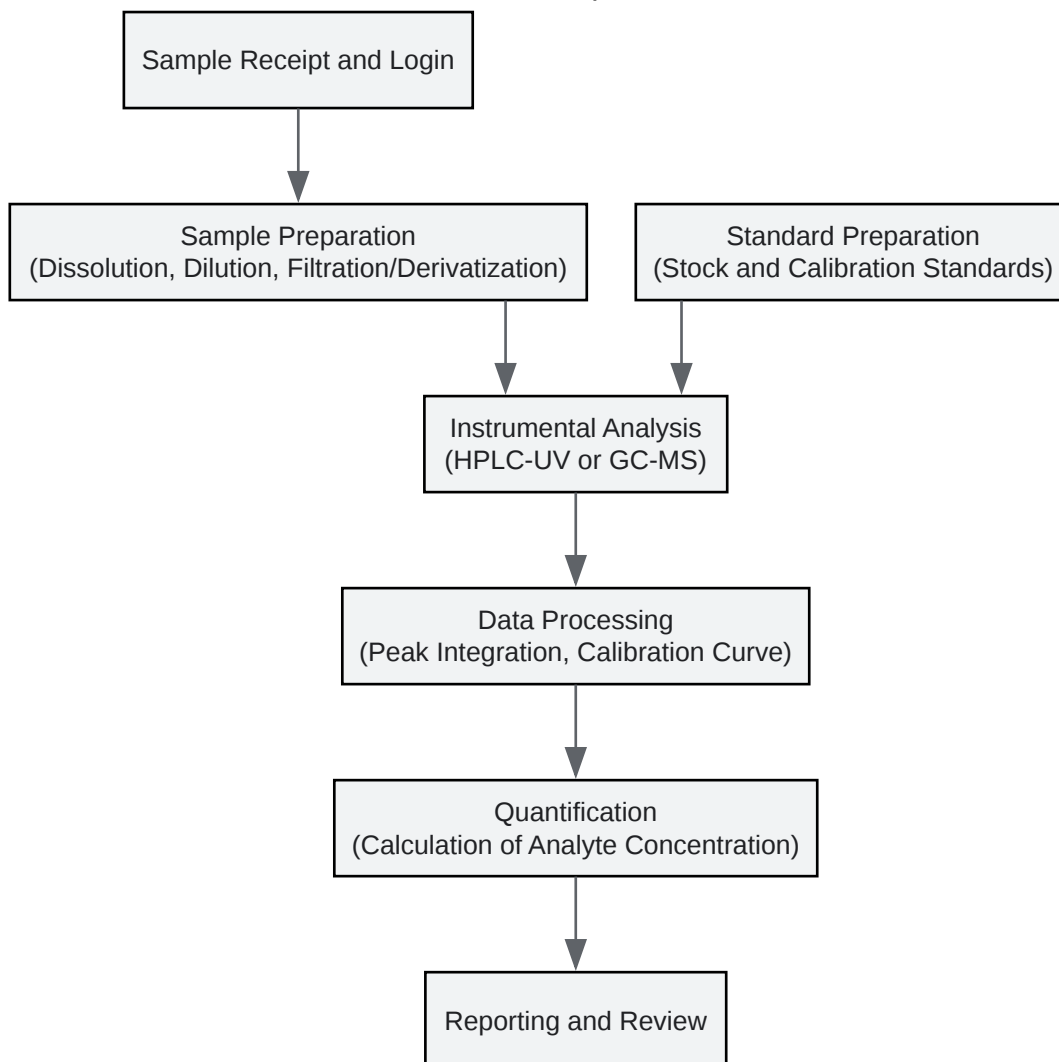 Sample Receipt and Login
Sample Preparation
(Dissolution, Dilution, Filtration/Derivatization)
Standard Preparation
(Stock and Calibration Standards)
Instrumental Analysis
(HPLC-UV or GC-MS)
Data Processing
(Peak Integration, Calibration Curve)
Quantification
(Calculation of Analyte Concentration)
Reporting and Review